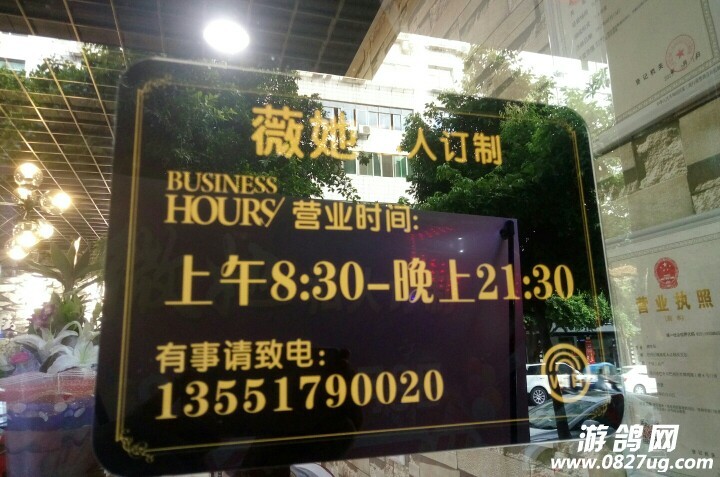 薇她 人订制
BUSINESS
HOURS
营业时间:
上午8:30-晚上21:30
有事请致电:
13551790020
营业执照
游鸽网
www.0827ug.com